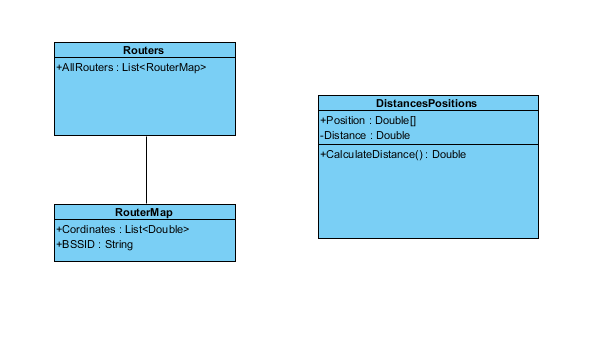 Routers
+AllRouters : List<RouterMap>
RouterMap
+Cordinates : List<Double>
+BSSID : String
DistancesPositions
+Position : Double[]
-Distance : Double
+CalculateDistance() : Double